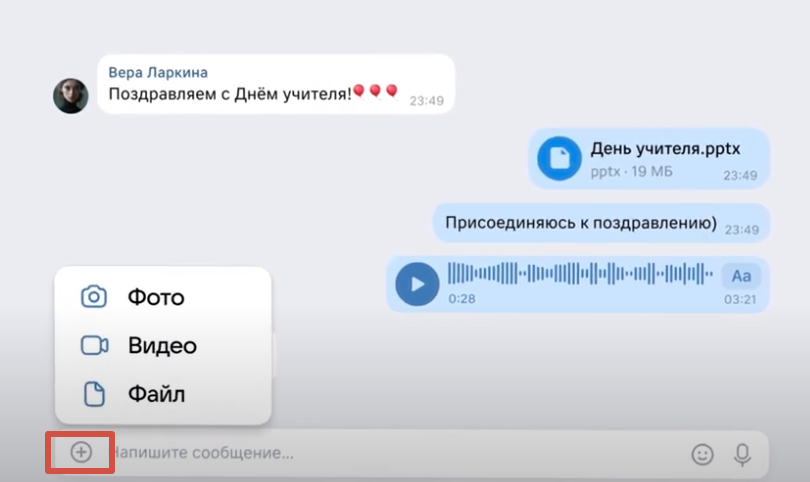 Вера Ларкина
Поздравляем с Днём учителя!🎈🎈🎈 23:49
День учителя.pptx
pptx · 19 МБ 23:49
Присоединяюсь к поздравлению) 23:49
Aa
0:28 03:21
Фото
Видео
Файл
Напишите сообщение...